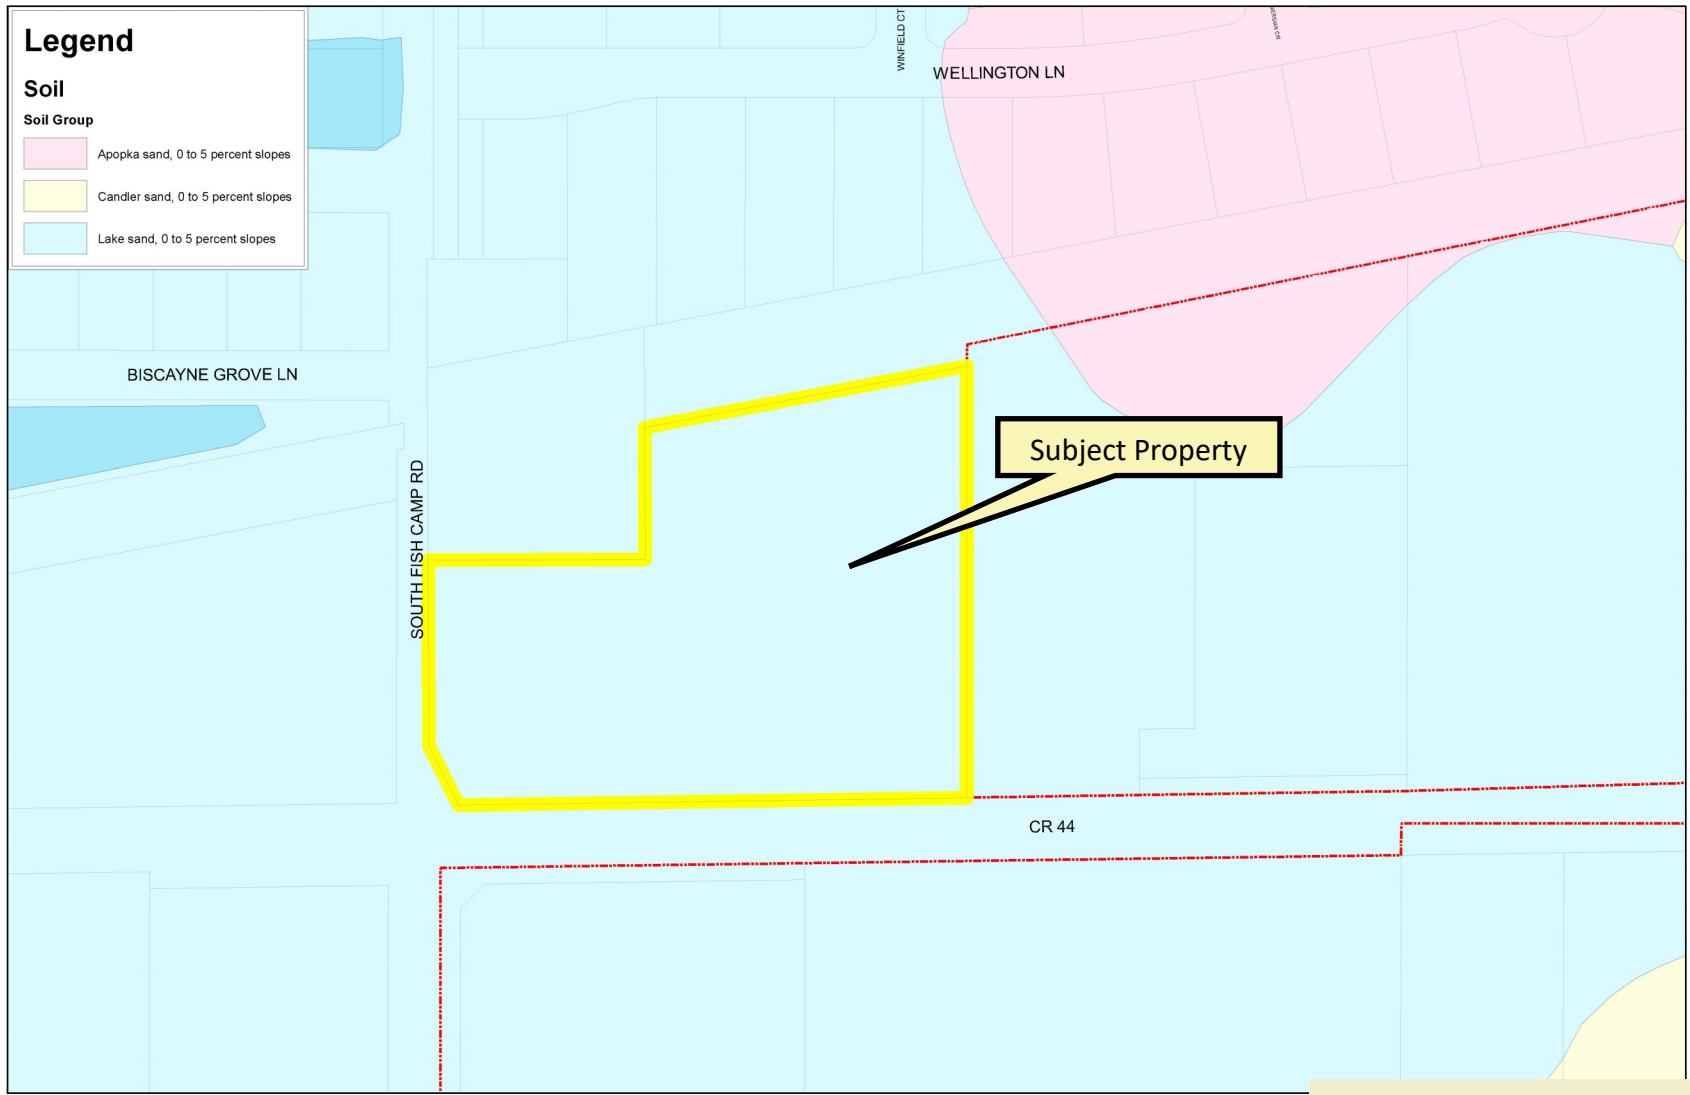 Legend
Soil
Soil Group
Apopka sand, 0 to 5 percent slopes
Candler sand, 0 to 5 percent slopes
Lake sand, 0 to 5 percent slopes
WINFIELD CT
WELLINGTON LN
BISCAYNE GROVE LN
SOUTH FISH CAMP RD
Subject Property
CR 44